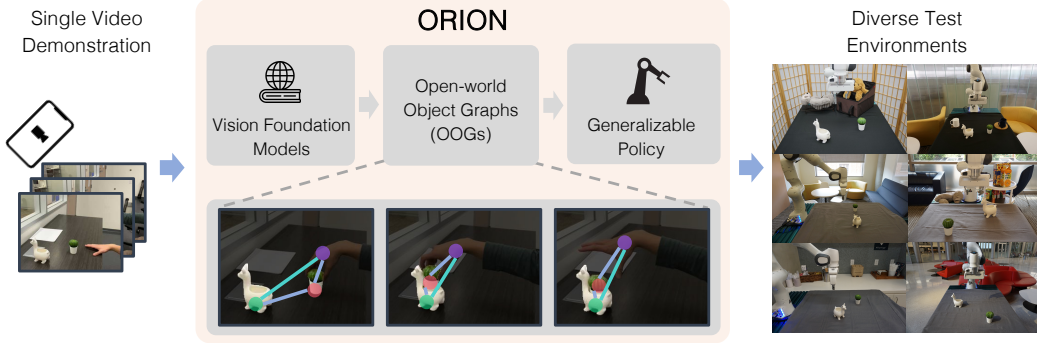 Single Video
Demonstration
ORION
Vision Foundation
Models
Open-world
Object Graphs
(OOGs)
Generalizable
Policy
Diverse Test
Environments